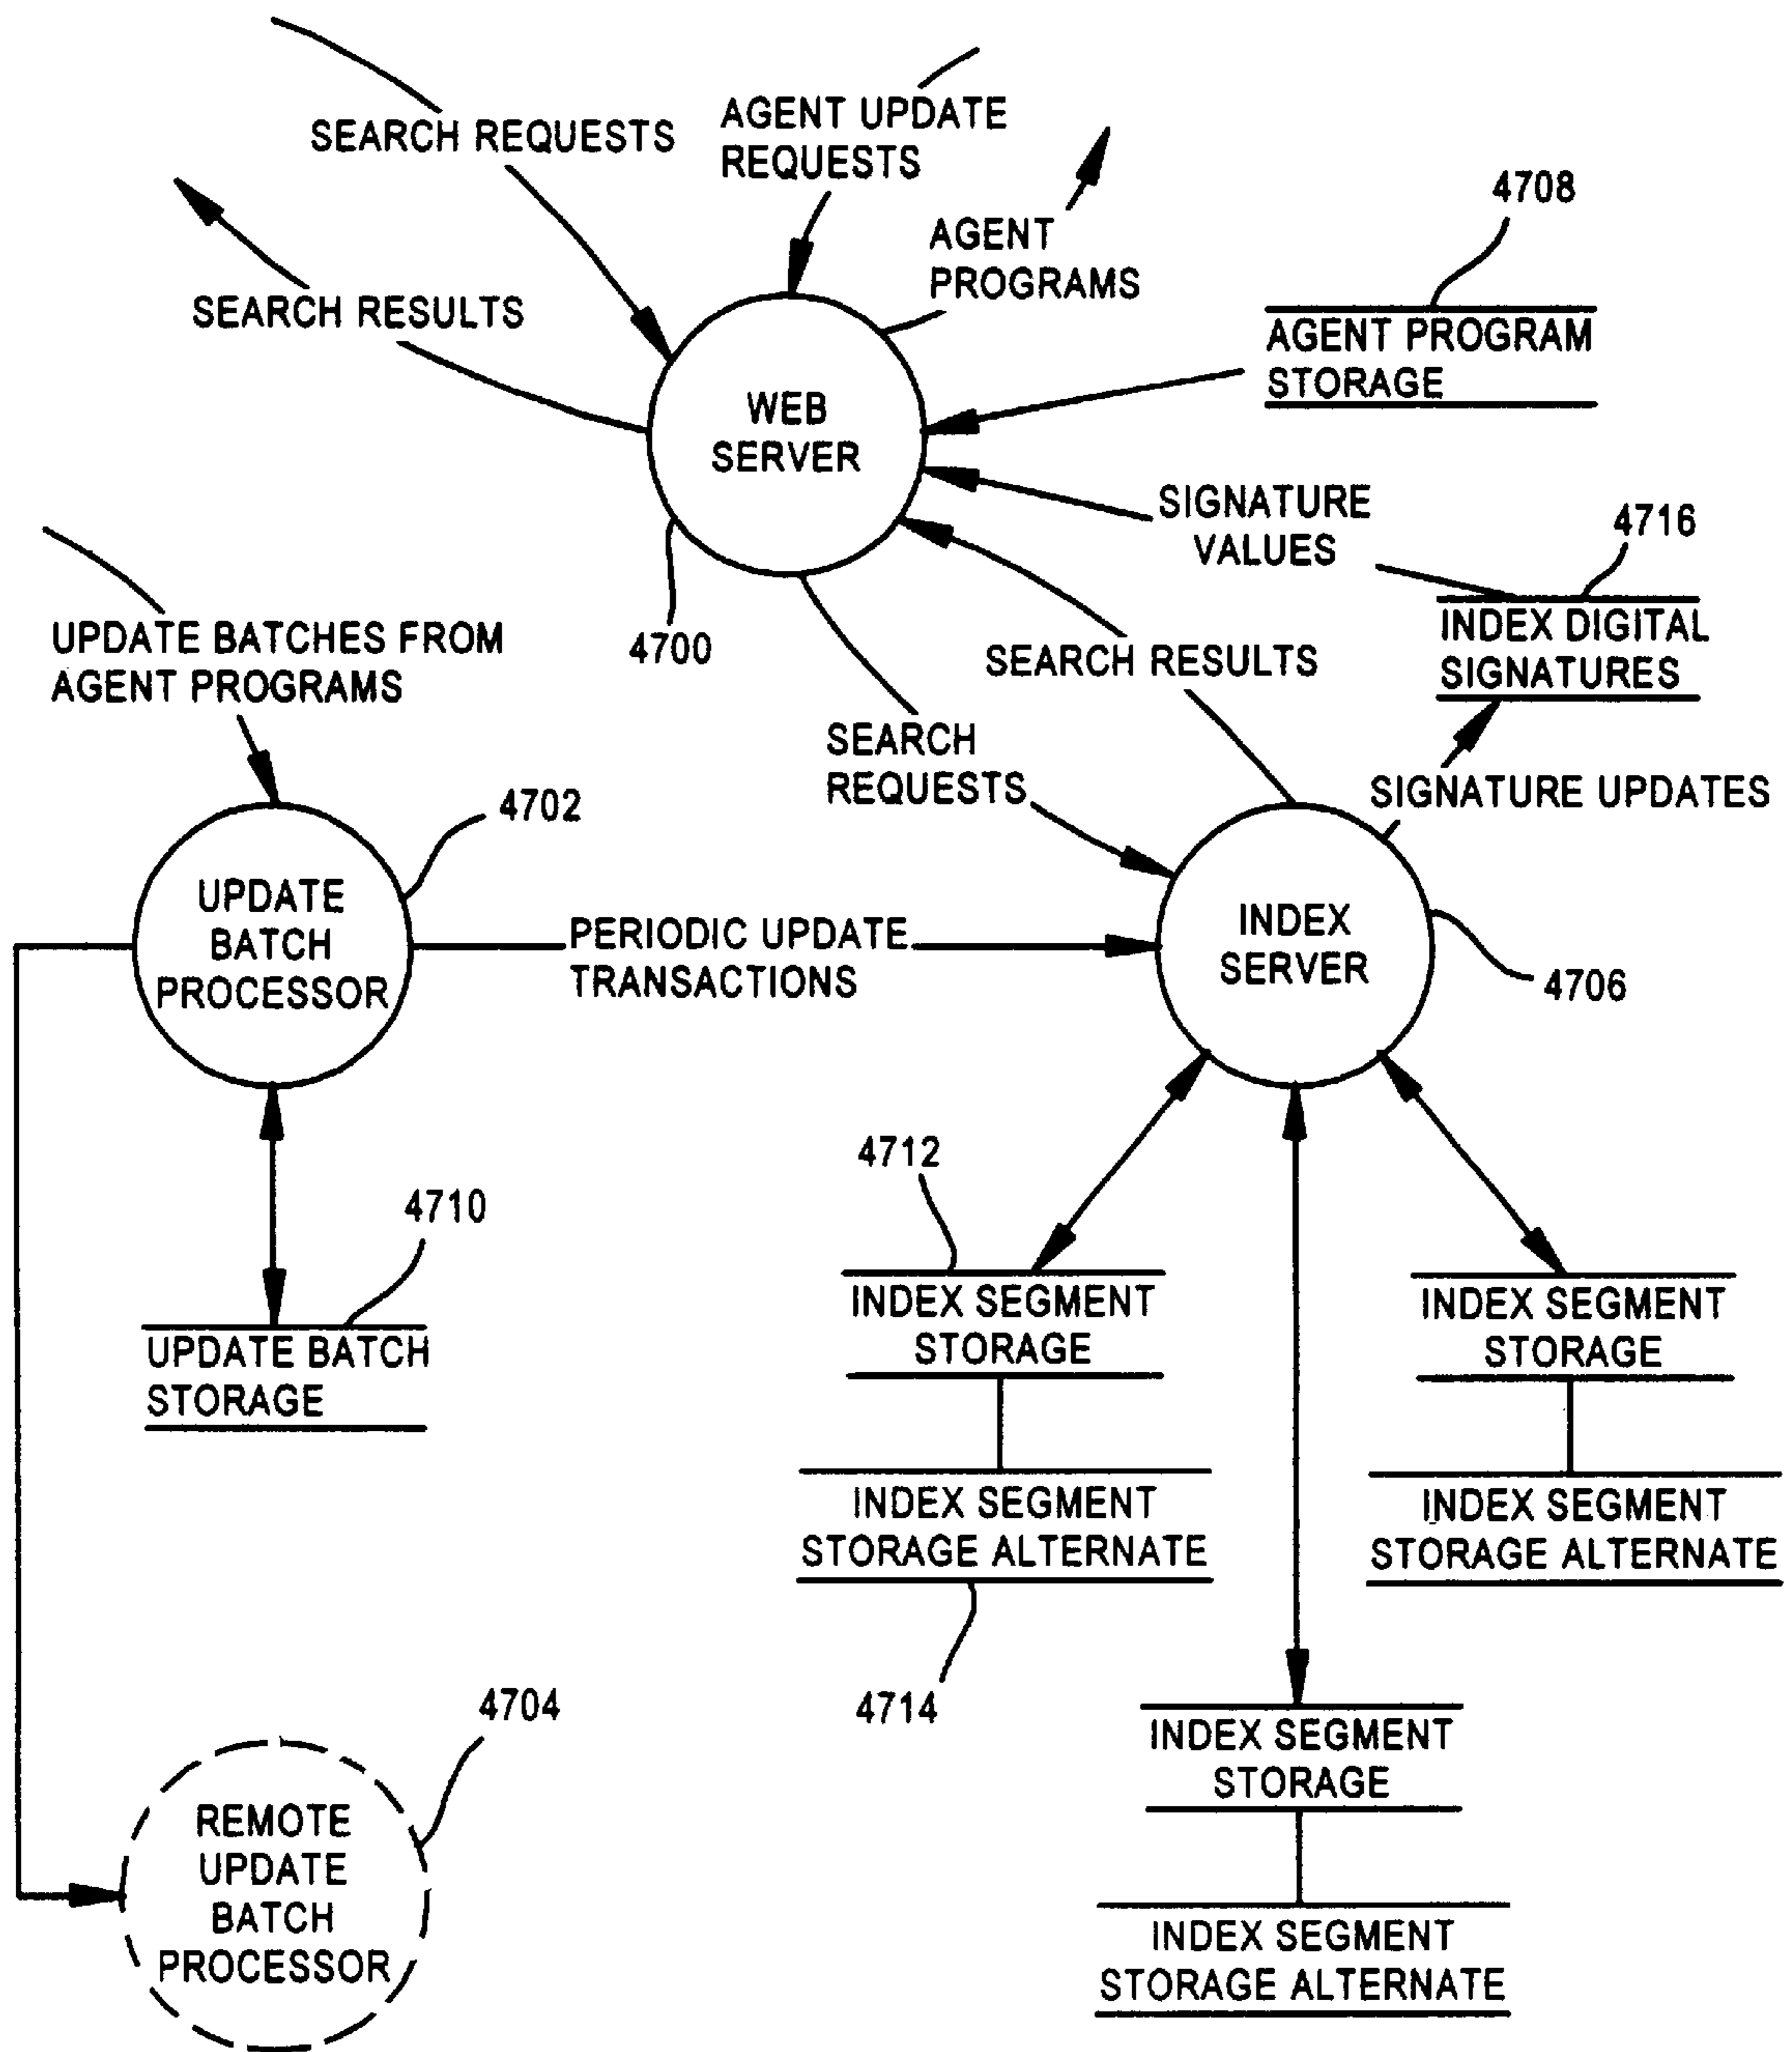 SEARCH REQUESTS
AGENT UPDATE
REQUESTS
4708
AGENT
PROGRAMS
SEARCH RESULTS
AGENT PROGRAM
STORAGE
WEB
SERVER
SIGNATURE
VALUES
4716
UPDATE BATCHES FROM
AGENT PROGRAMS
4700
SEARCH RESULTS
INDEX DIGITAL
SIGNATURES
SEARCH
REQUESTS
SIGNATURE UPDATES
4702
UPDATE
BATCH
PROCESSOR
PERIODIC UPDATE
TRANSACTIONS
INDEX
SERVER
4706
4712
4710
INDEX SEGMENT
STORAGE
INDEX SEGMENT
STORAGE
UPDATE BATCH
STORAGE
INDEX SEGMENT
STORAGE ALTERNATE
INDEX SEGMENT
STORAGE ALTERNATE
4714
4704
INDEX SEGMENT
STORAGE
REMOTE
UPDATE
BATCH
PROCESSOR
INDEX SEGMENT
STORAGE ALTERNATE